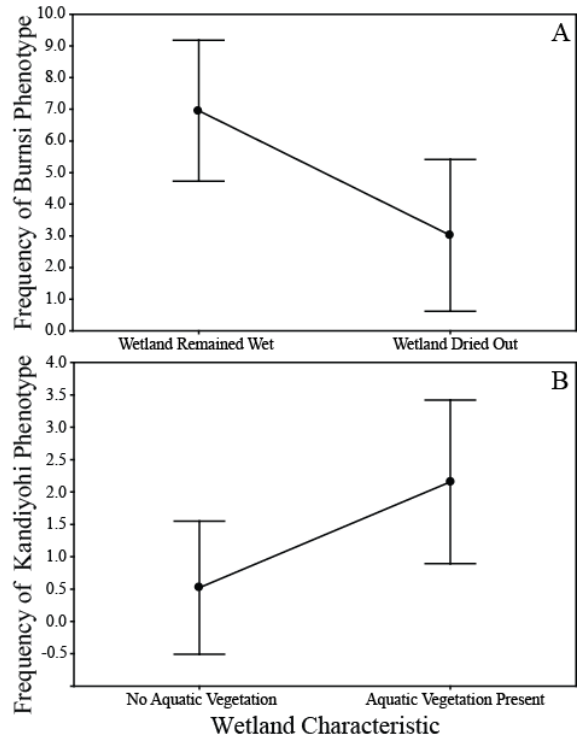 A
Frequency of Burnsi Phenotype
10.0
9.0
8.0
7.0
6.0
5.0
4.0
3.0
2.0
1.0
0.0
Wetland Remained Wet
Wetland Dried Out
B
Frequency of Kandiyohi Phenotype
4.0
3.5
3.0
2.5
2.0
1.5
1.0
0.5
0.0
-0.5
No Aquatic Vegetation
Aquatic Vegetation Present
Wetland Characteristic